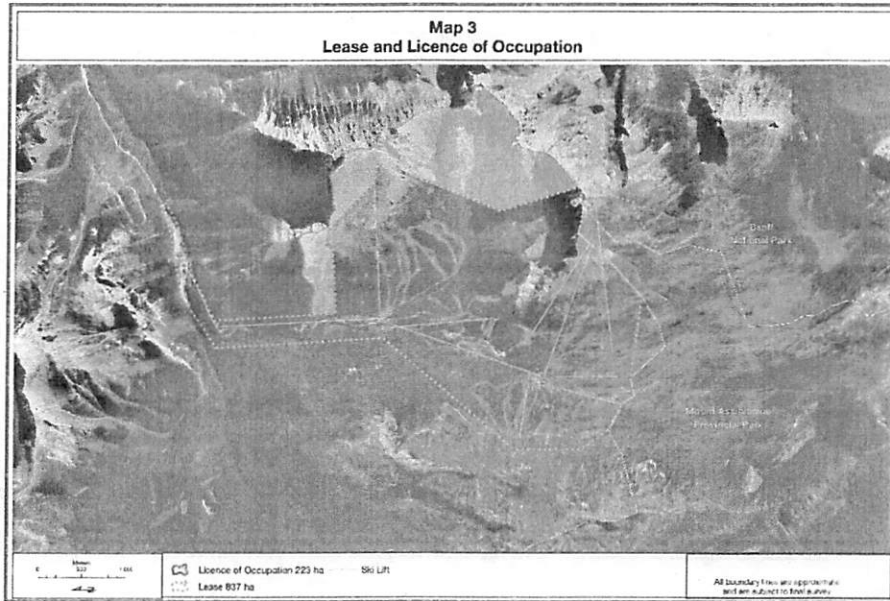 Map 3
Lease and Licence of Occupation
Banff
National Park
Mount Assiniboine
Provincial Park
0
Licence of Occupation 223 ha
Ski Lift
Lease 837 ha
All boundary lines are approximate
and are subject to final survey